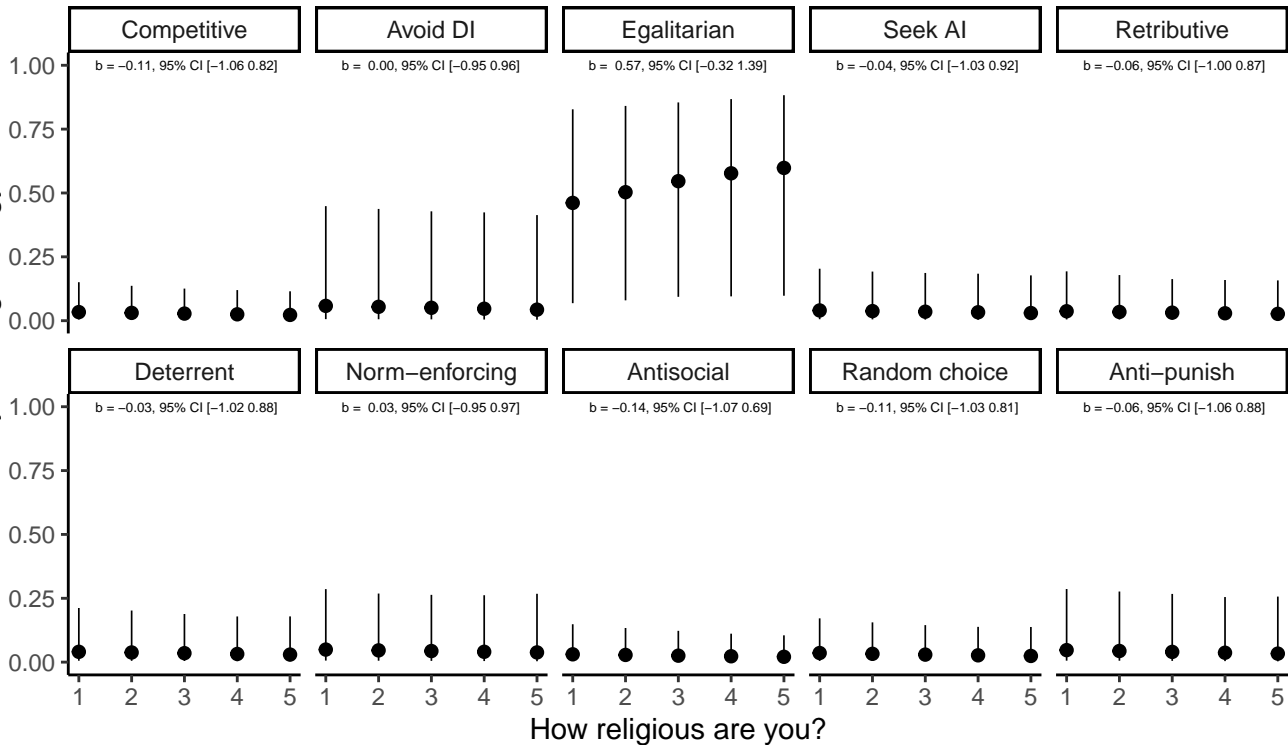 Competitive Avoid DI Egalitarian Seek AI Retributive
b = −0.11, 95% CI [−1.06 0.82] b = 0.00, 95% CI [−0.95 0.96] b = 0.57, 95% CI [−0.32 1.39] b = −0.04, 95% CI [−1.03 0.92] b = −0.06, 95% CI [−1.00 0.87]
1.00
0.75
0.50
0.25
0.00
Deterrent Norm−enforcing Antisocial Random choice Anti−punish
b = −0.03, 95% CI [−1.02 0.88] b = 0.03, 95% CI [−0.95 0.97] b = −0.14, 95% CI [−1.07 0.69] b = −0.11, 95% CI [−1.03 0.81] b = −0.06, 95% CI [−1.06 0.88]
1.00
0.75
0.50
0.25
0.00
1 2 3 4 5 1 2 3 4 5 1 2 3 4 5 1 2 3 4 5 1 2 3 4 5
How religious are you?